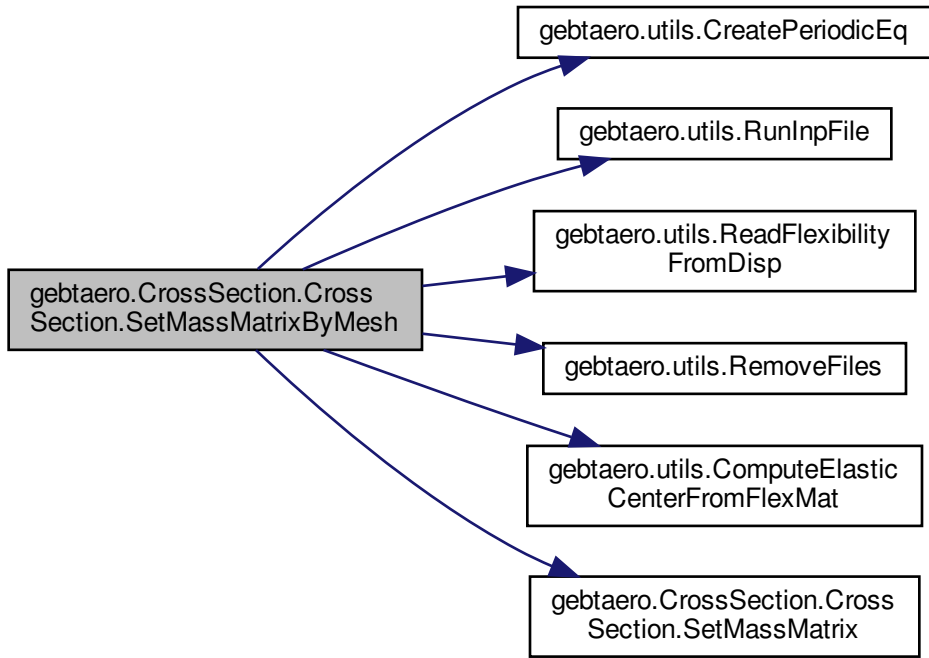 gebtaero.utils.CreatePeriodicEq
gebtaero.utils.RunInpFile
gebtaero.utils.ReadFlexibility
FromDisp
gebtaero.CrossSection.Cross
Section.SetMassMatrixByMesh
gebtaero.utils.RemoveFiles
gebtaero.utils.ComputeElastic
CenterFromFlexMat
gebtaero.CrossSection.Cross
Section.SetMassMatrix